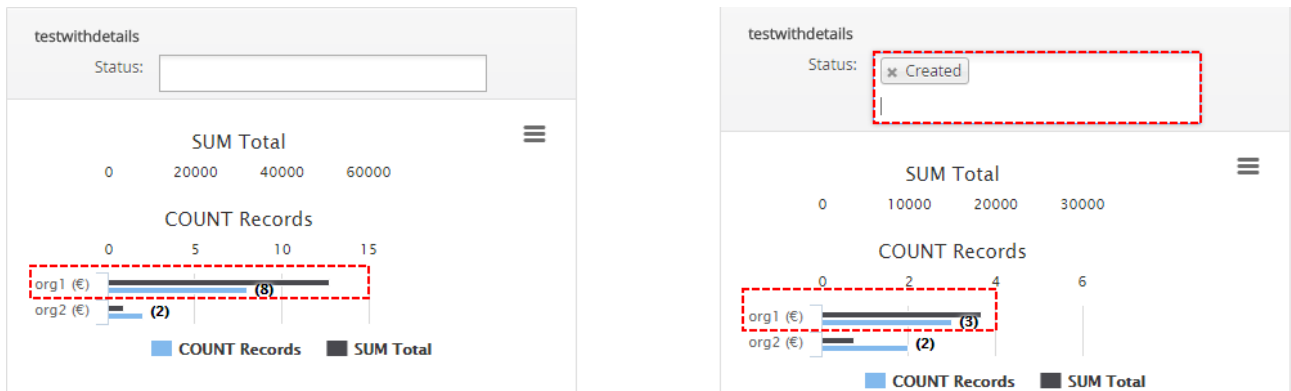 testwithdetails
Status:
SUM Total
0 20000 40000 60000
COUNT Records
0 5 10 15
org1 (€) (8)
org2 (€) (2)
COUNT Records SUM Total
testwithdetails
Status: × Created
SUM Total
0 10000 20000 30000
COUNT Records
0 2 4 6
org1 (€) (3)
org2 (€) (2)
COUNT Records SUM Total